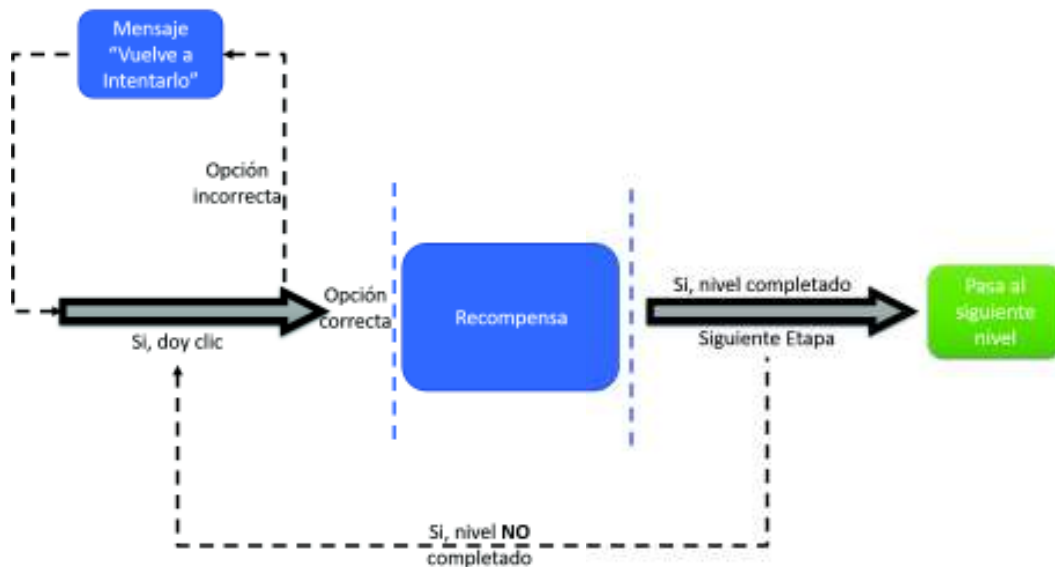 Mensaje
"Vuelve a
Intentarlo"
Opción
incorrecta
Opción
correcta
Si, doy clic
Recompensa
Si, nivel completado
Siguiente Etapa
Pasa al
siguiente
nivel
Si, nivel NO
completado